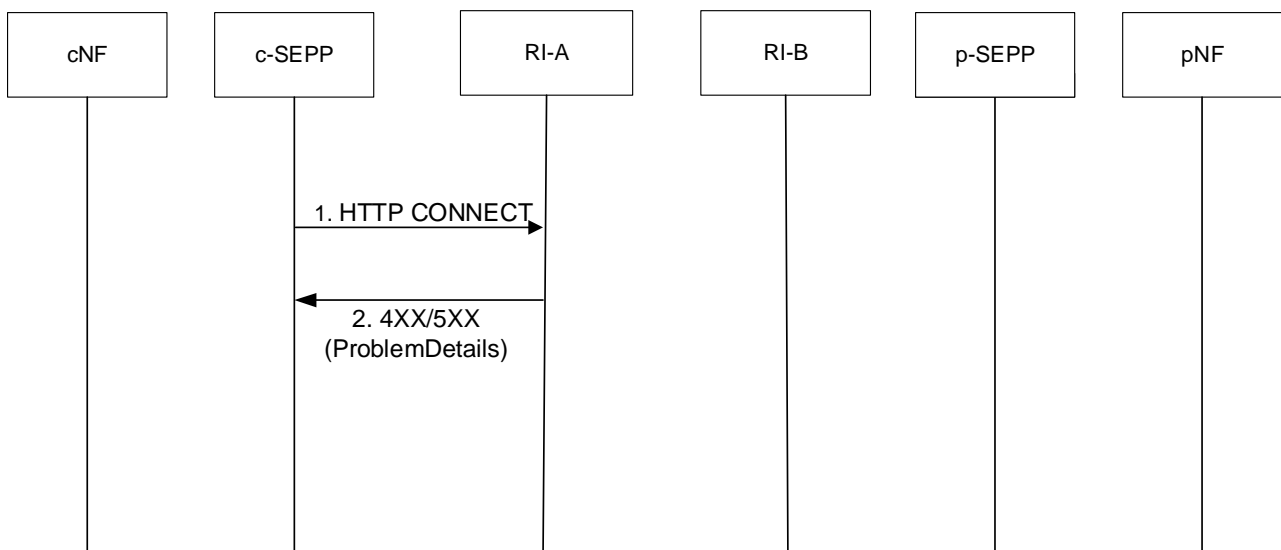 cNF
c-SEPP
RI-A
RI-B
p-SEPP
pNF
1. HTTP CONNECT
2. 4XX/5XX
(ProblemDetails)